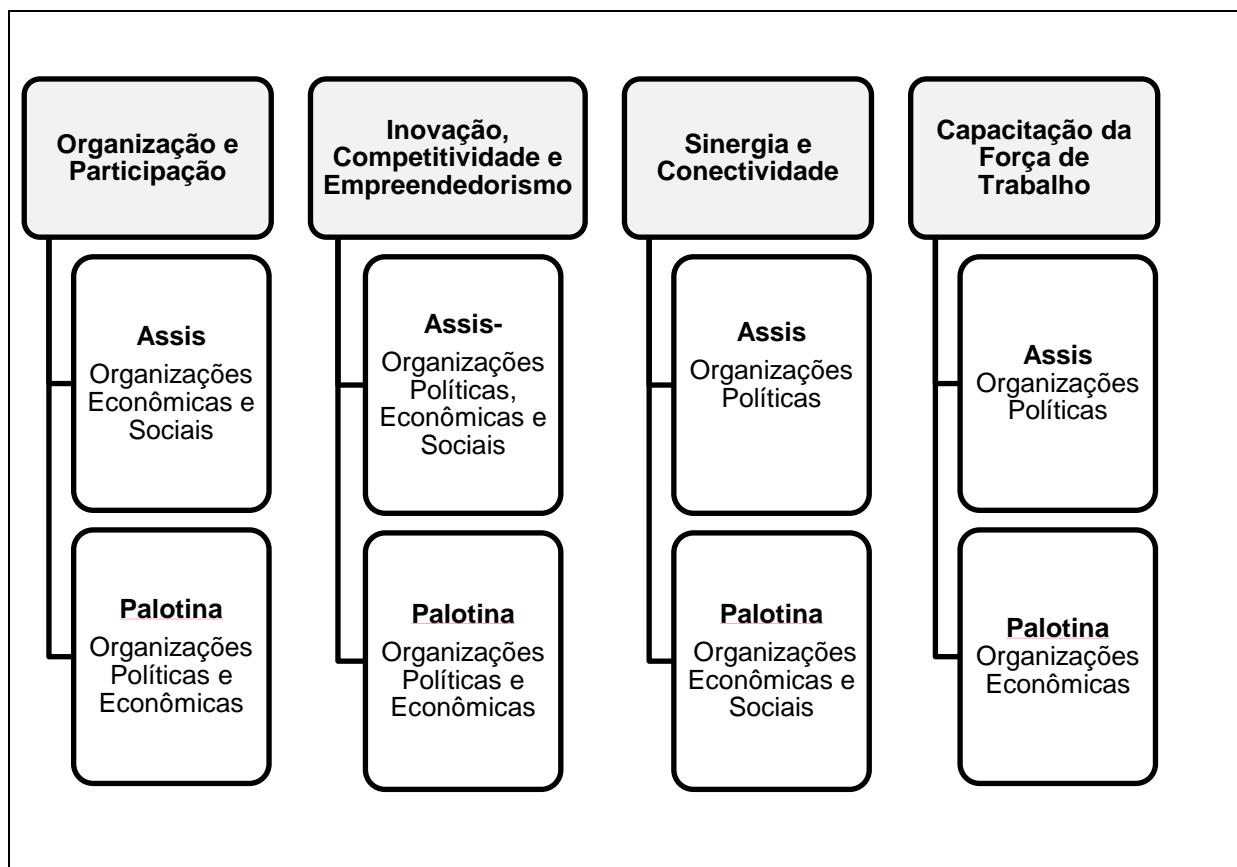 Organização e
Participação
Assis
Organizações
Econômicas e
Sociais
Palotina
Organizações
Políticas e
Econômicas
Inovação,
Competitividade e
Empreendedorismo
Assis-
Organizações
Políticas,
Econômicas e
Sociais
Palotina
Organizações
Políticas e
Econômicas
Sinergia e
Conectividade
Assis
Organizações
Políticas
Palotina
Organizações
Econômicas e
Sociais
Capacitação da
Força de
Trabalho
Assis
Organizações
Políticas
Palotina
Organizações
Econômicas